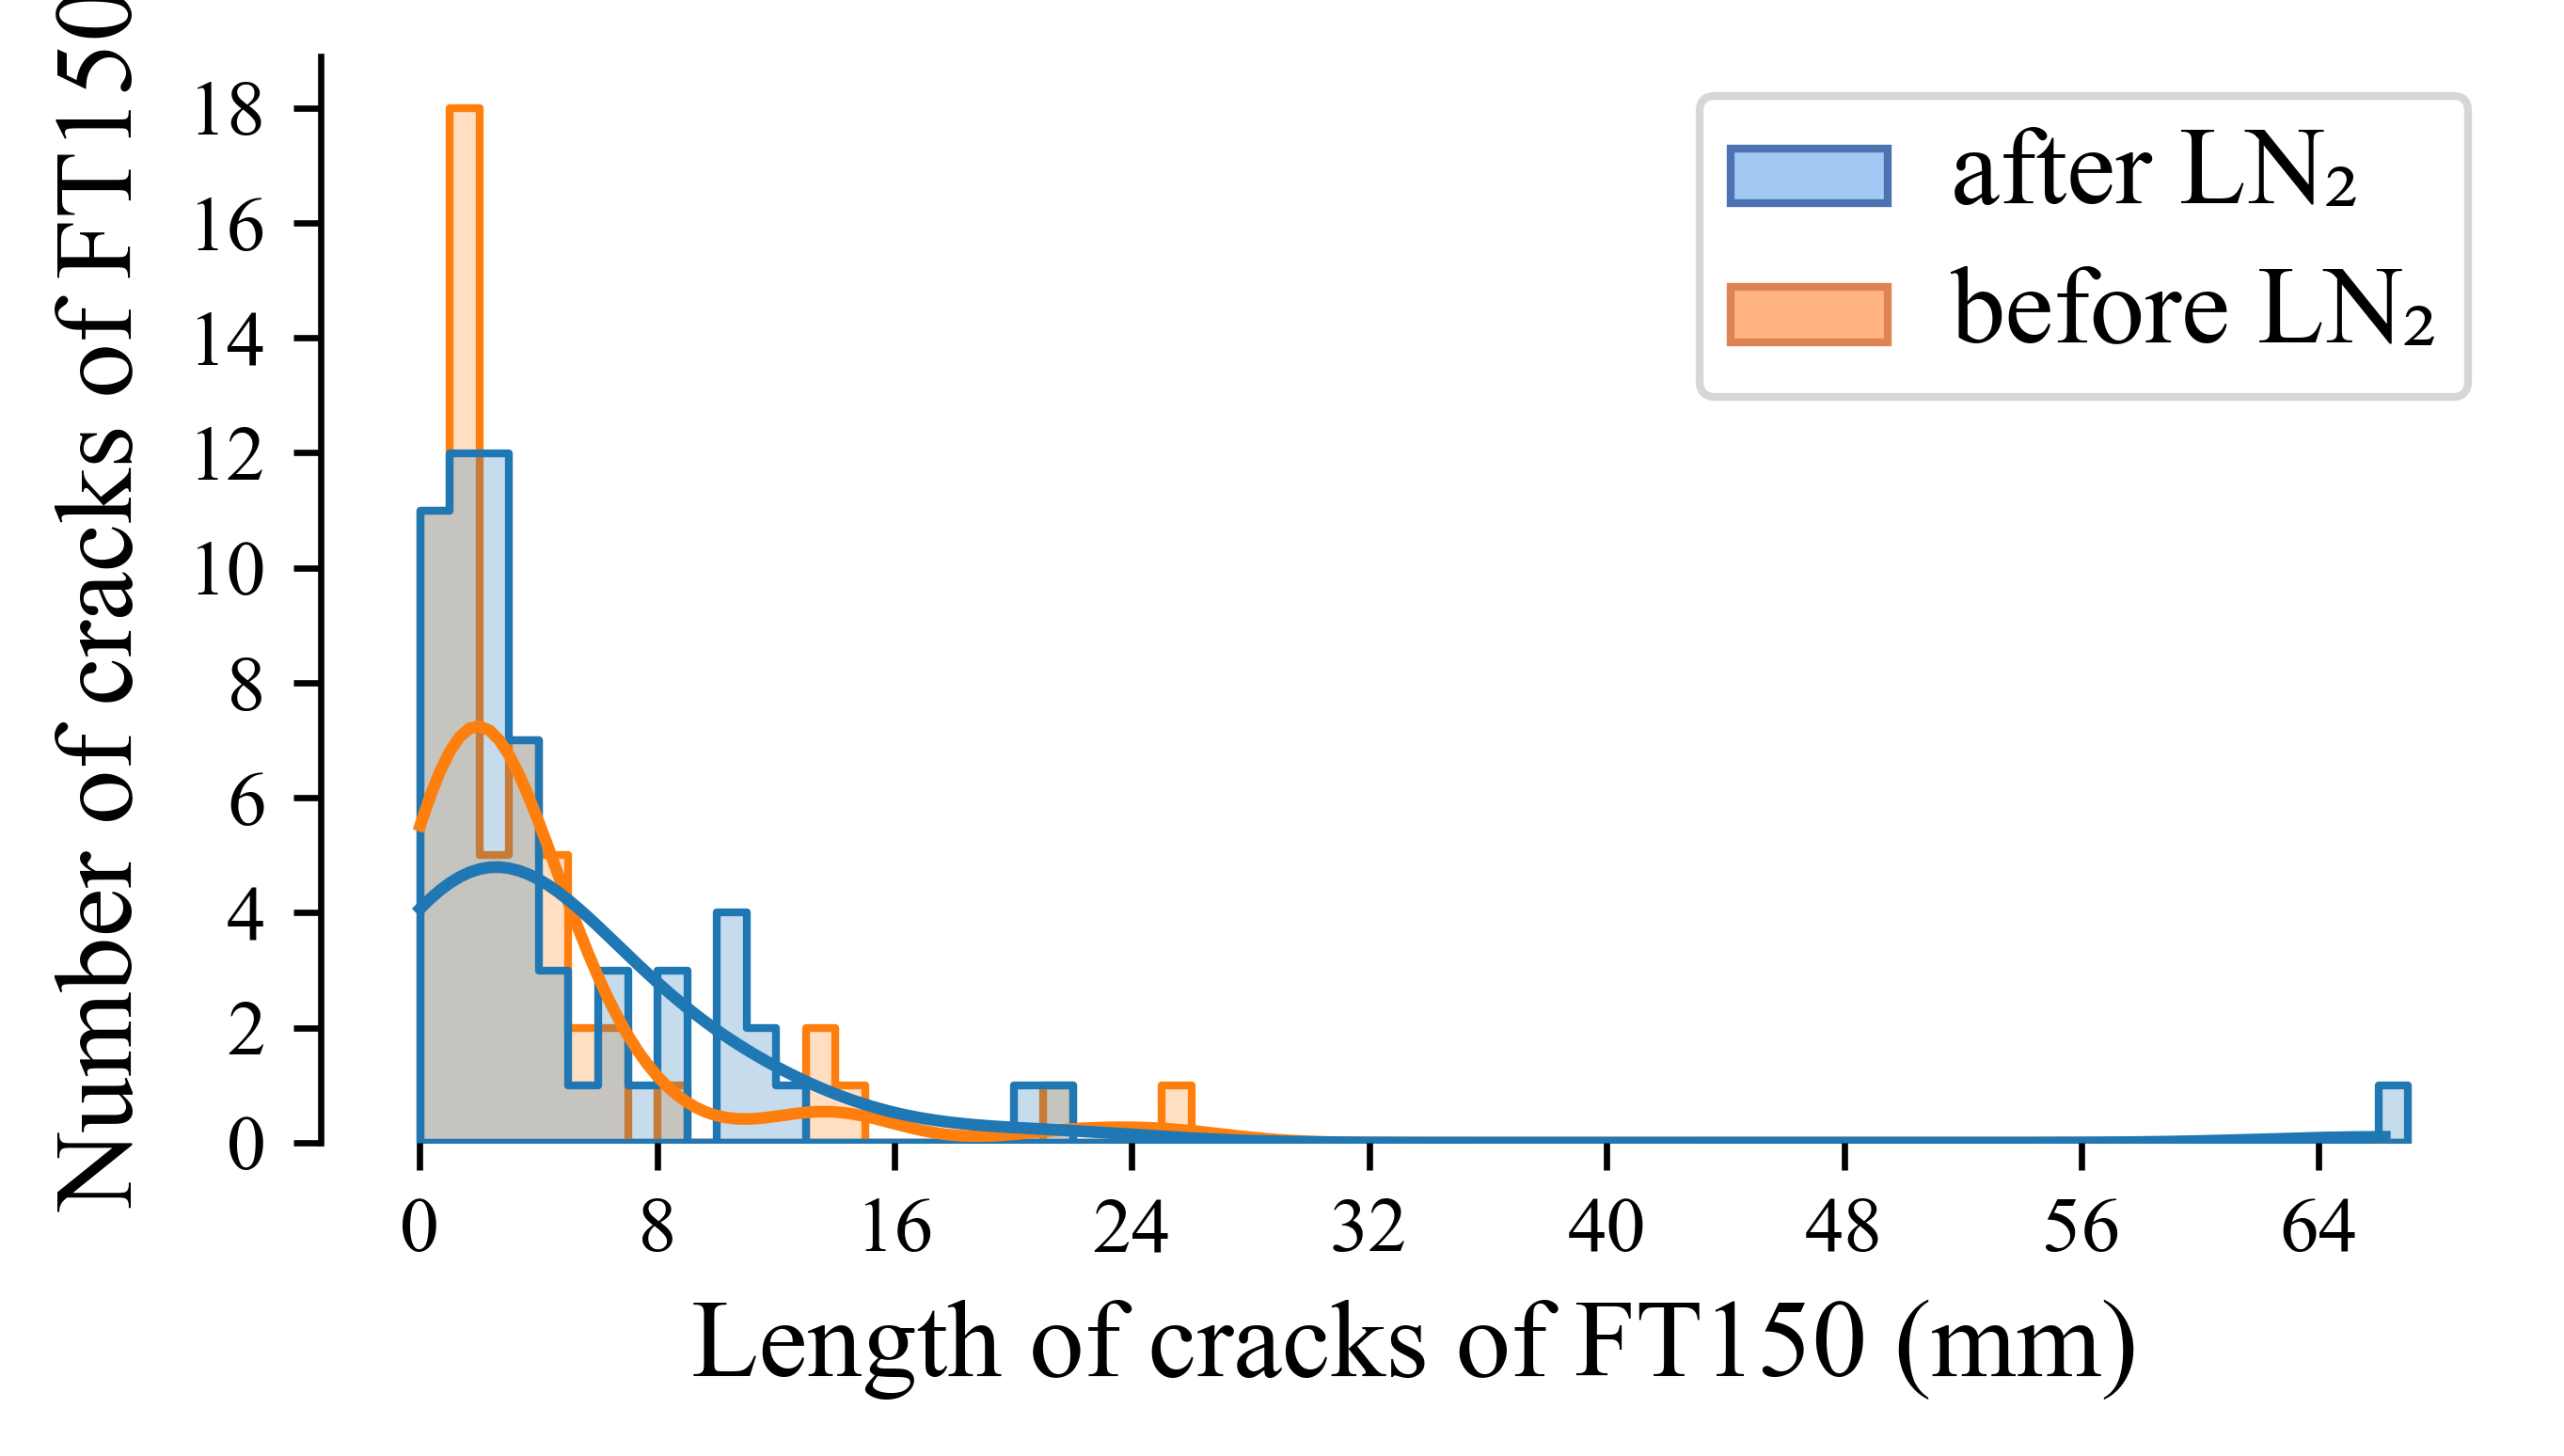 Number of cracks of FT150
18
16
14
12
10
8
6
4
2
0
after LN₂
before LN₂
0 8 16 24 32 40 48 56 64
Length of cracks of FT150 (mm)